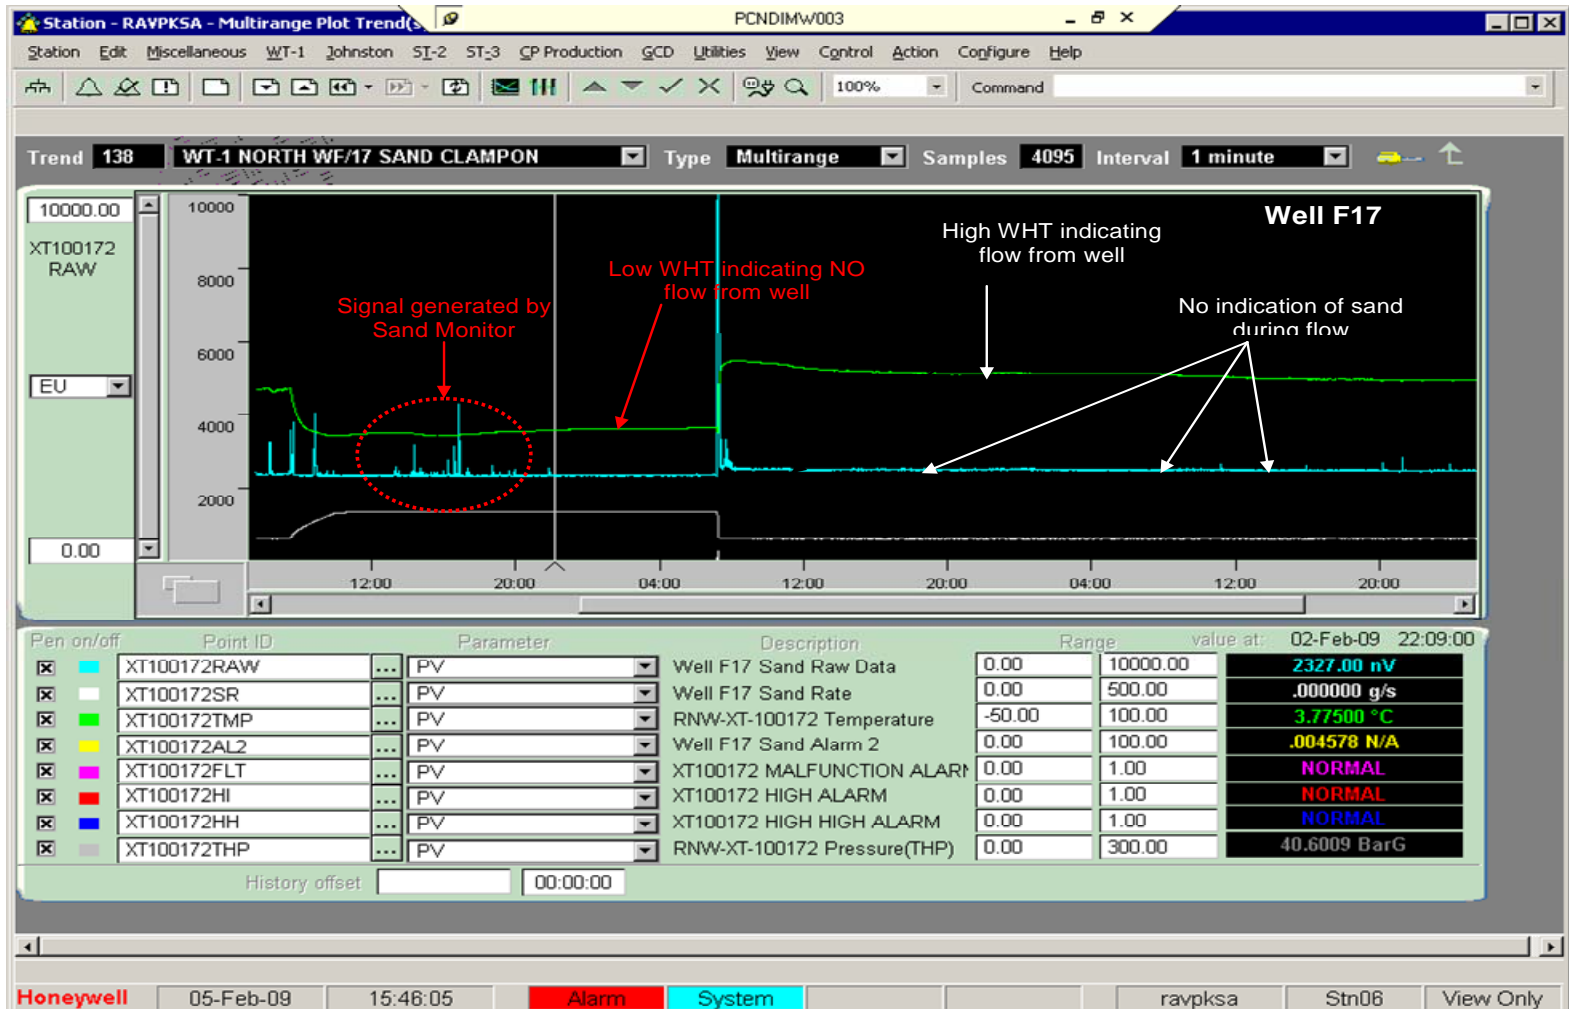 Station - RAVPKSA - Multirange Plot Trend(s
PCNDIMW003
Station Edit Miscellaneous WT-1 Johnston ST-2 ST-3 CP Production GCD Utilities View Control Action Configure Help
100% Command
Trend 138 WT-1 NORTH WF/17 SAND CLAMPON Type Multirange Samples 4095 Interval 1 minute
10000.00
XT100172
RAW
EU
0.00
10000
8000
6000
4000
2000
Well F17
High WHT indicating
flow from well
Low WHT indicating NO
flow from well
Signal generated by
Sand Monitor
No indication of sand
during flow
12:00 20:00 04:00 12:00 20:00 04:00 12:00 20:00
Pen on/off Point ID Parameter Description Range value at: 02-Feb-09 22:09:00
XT100172RAW ... PV Well F17 Sand Raw Data 0.00 10000.00 2327.00 nV
XT100172SR ... PV Well F17 Sand Rate 0.00 500.00 .000000 g/s
XT100172TMP ... PV RNW-XT-100172 Temperature -50.00 100.00 3.77500 °C
XT100172AL2 ... PV Well F17 Sand Alarm 2 0.00 100.00 .004578 N/A
XT100172FLT ... PV XT100172 MALFUNCTION ALARM 0.00 1.00 NORMAL
XT100172HI ... PV XT100172 HIGH ALARM 0.00 1.00 NORMAL
XT100172HH ... PV XT100172 HIGH HIGH ALARM 0.00 1.00 NORMAL
XT100172THP ... PV RNW-XT-100172 Pressure(THP) 0.00 300.00 40.6009 BarG
History offset 00:00:00
Honeywell 05-Feb-09 15:46:05 Alarm System ravpksa Stn06 View Only